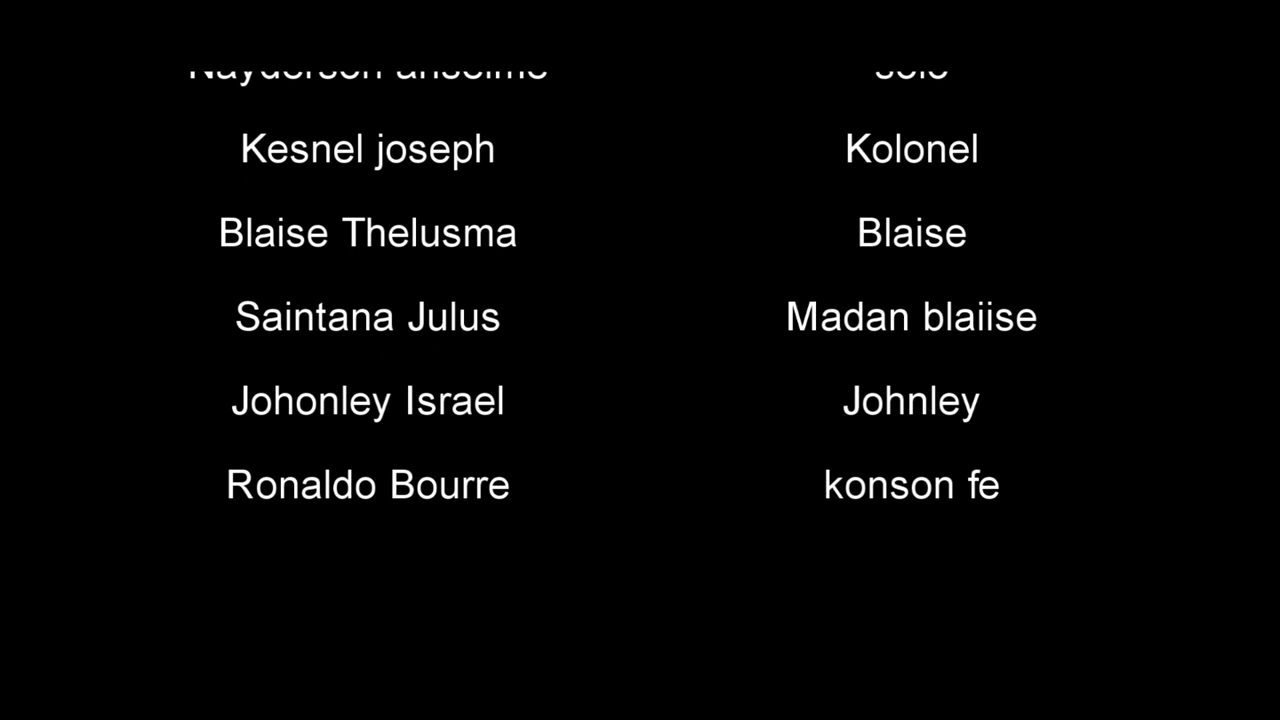 Kesnel joseph Kolonel
Blaise Thelusma Blaise
Saintana Julus Madan blaiise
Johonley Israel Johnley
Ronaldo Bourre konson fe